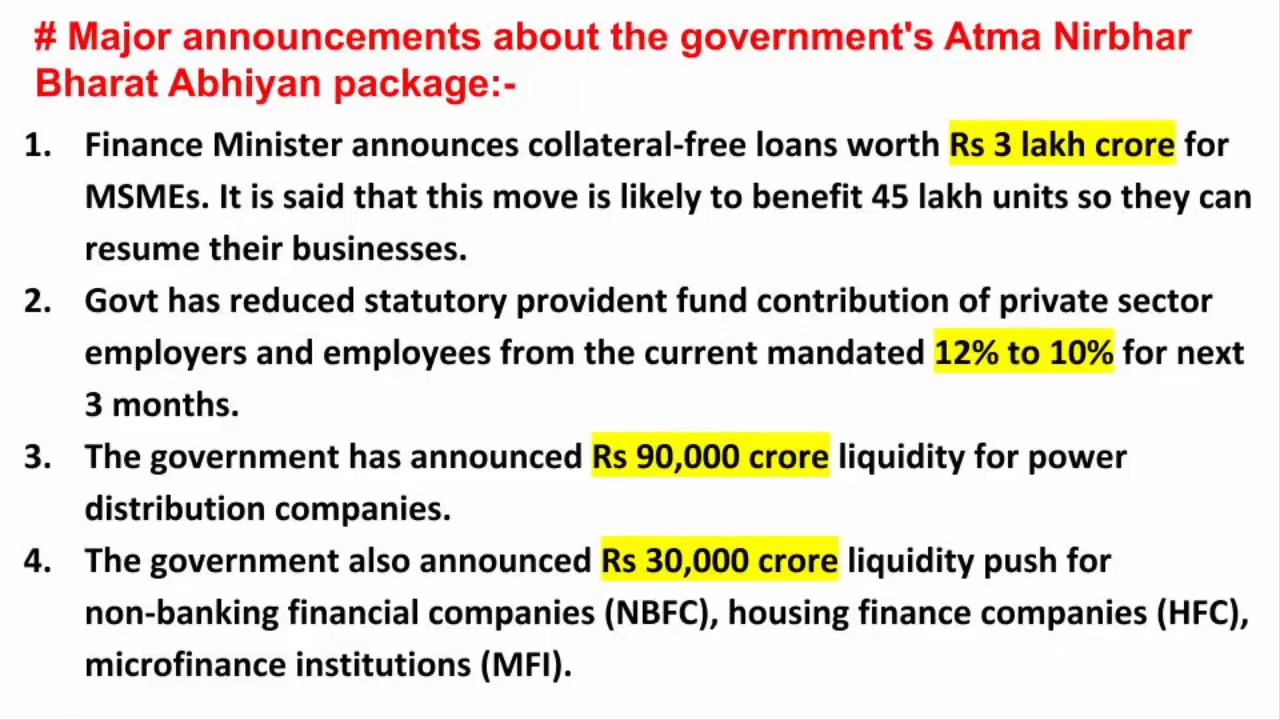 # Major announcements about the government's Atma Nirbhar
Bharat Abhiyan package:-
1. Finance Minister announces collateral-free loans worth Rs 3 lakh crore for
MSMEs. It is said that this move is likely to benefit 45 lakh units so they can
resume their businesses.
2. Govt has reduced statutory provident fund contribution of private sector
employers and employees from the current mandated 12% to 10% for next
3 months.
3. The government has announced Rs 90,000 crore liquidity for power
distribution companies.
4. The government also announced Rs 30,000 crore liquidity push for
non-banking financial companies (NBFC), housing finance companies (HFC),
microfinance institutions (MFI).